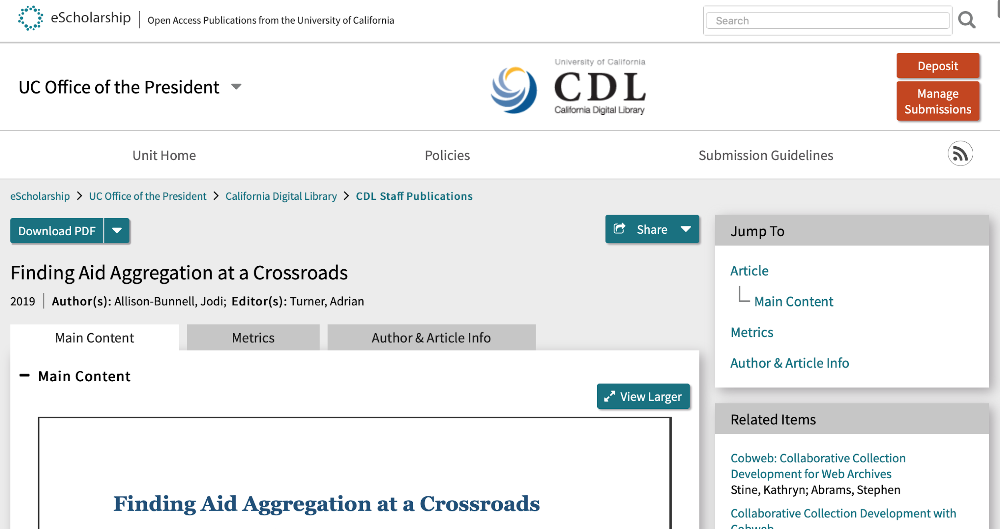 eScholarship
Open Access Publications from the University of California
Search
UC Office of the President
University of California
CDL
California Digital Library
Deposit
Manage
Submissions
Unit Home
Policies
Submission Guidelines
eScholarship > UC Office of the President > California Digital Library > CDL Staff Publications
Download PDF
Share
Finding Aid Aggregation at a Crossroads
2019 | Author(s): Allison-Bunnell, Jodi; Editor(s): Turner, Adrian
Main Content
Metrics
Author & Article Info
Main Content
View Larger
Finding Aid Aggregation at a Crossroads
Jump To
Article
Main Content
Metrics
Author & Article Info
Related Items
Cobweb: Collaborative Collection
Development for Web Archives
Stine, Kathryn; Abrams, Stephen
Collaborative Collection Development with
Cobweb